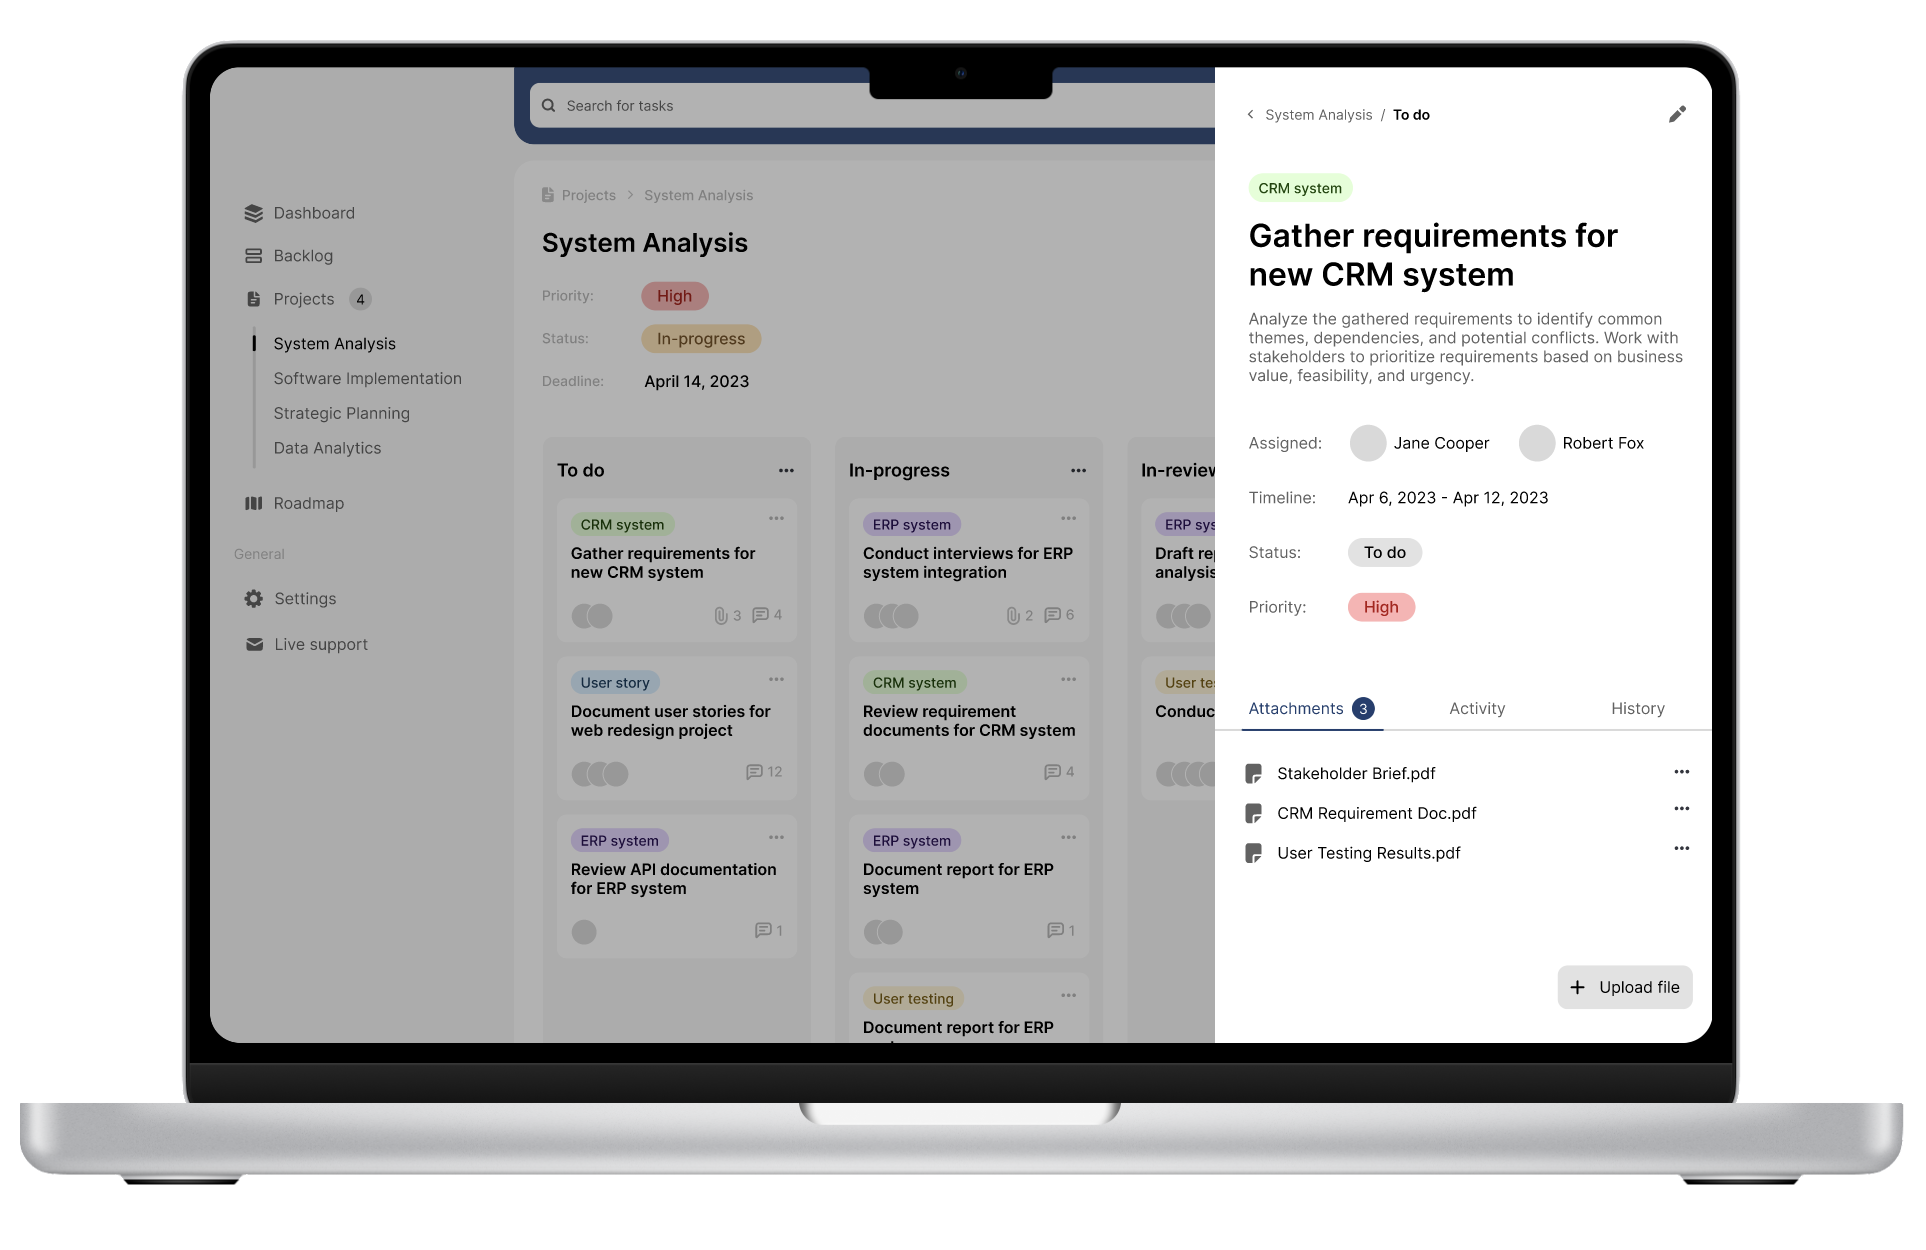 Search for tasks
Dashboard
Backlog
Projects 4
System Analysis
Software Implementation
Strategic Planning
Data Analytics
Roadmap
General
Settings
Live support
Projects > System Analysis
System Analysis
Priority: High
Status: In-progress
Deadline: April 14, 2023
To do
CRM system
Gather requirements for
new CRM system
3 4
User story
Document user stories for
web redesign project
12
ERP system
Review API documentation
for ERP system
1
In-progress
ERP system
Conduct interviews for ERP
system integration
2 6
CRM system
Review requirement
documents for CRM system
4
ERP system
Document report for ERP
system
1
User testing
Document report for ERP
In-review
ERP sys
Draft re
analysis
User te
Conduc
< System Analysis / To do
CRM system
Gather requirements for
new CRM system
Analyze the gathered requirements to identify common
themes, dependencies, and potential conflicts. Work with
stakeholders to prioritize requirements based on business
value, feasibility, and urgency.
Assigned: Jane Cooper Robert Fox
Timeline: Apr 6, 2023 - Apr 12, 2023
Status: To do
Priority: High
Attachments 3 Activity History
Stakeholder Brief.pdf
CRM Requirement Doc.pdf
User Testing Results.pdf
+ Upload file